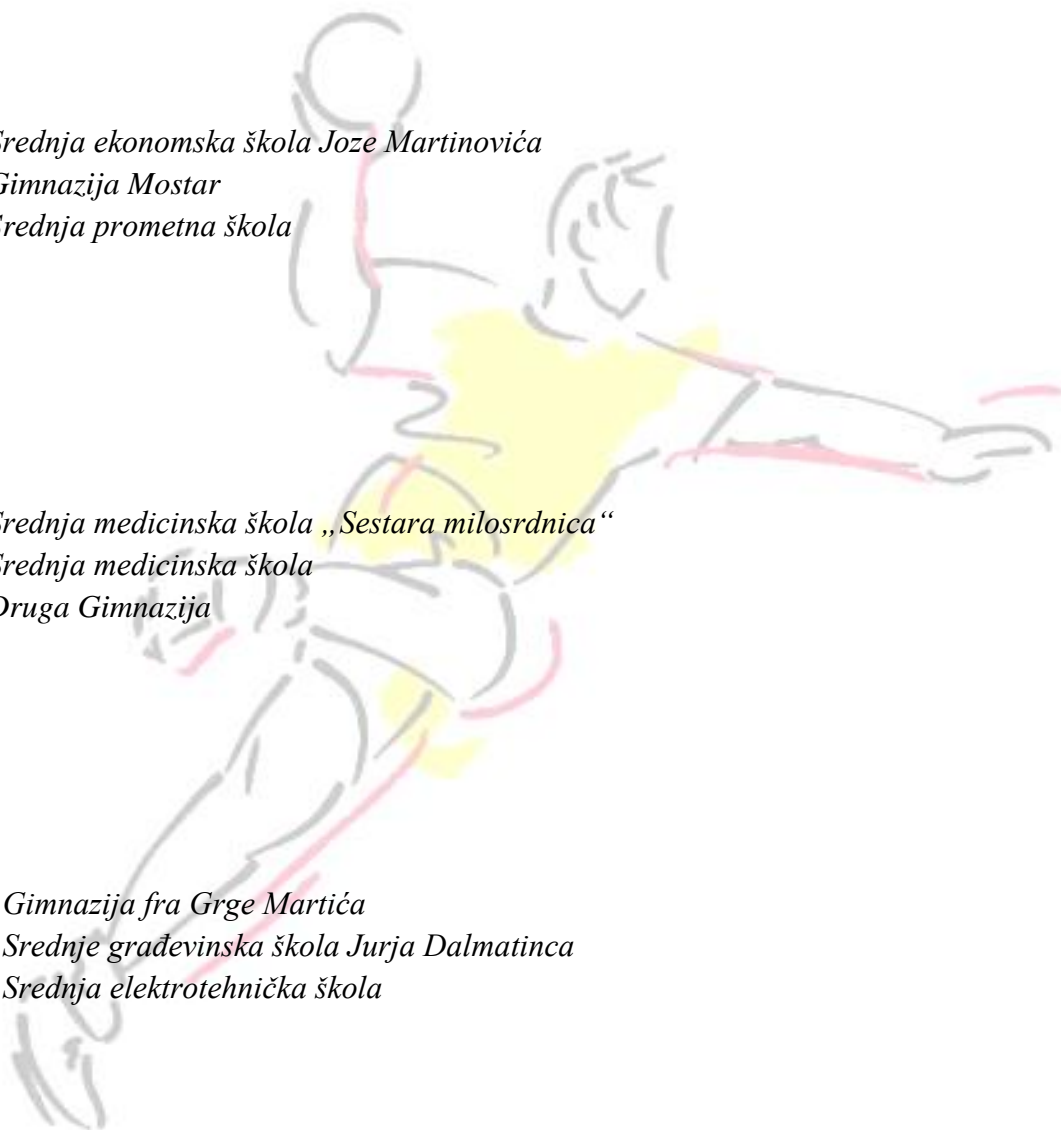 Srednja ekonomska škola Joze Martinovića
Gimnazija Mostar
Srednja prometna škola
Srednja medicinska škola „Sestara milosrdnica“
Srednja medicinska škola
Druga Gimnazija
Gimnazija fra Grge Martića
Srednje građevinska škola Jurja Dalmatinca
Srednja elektrotehnička škola